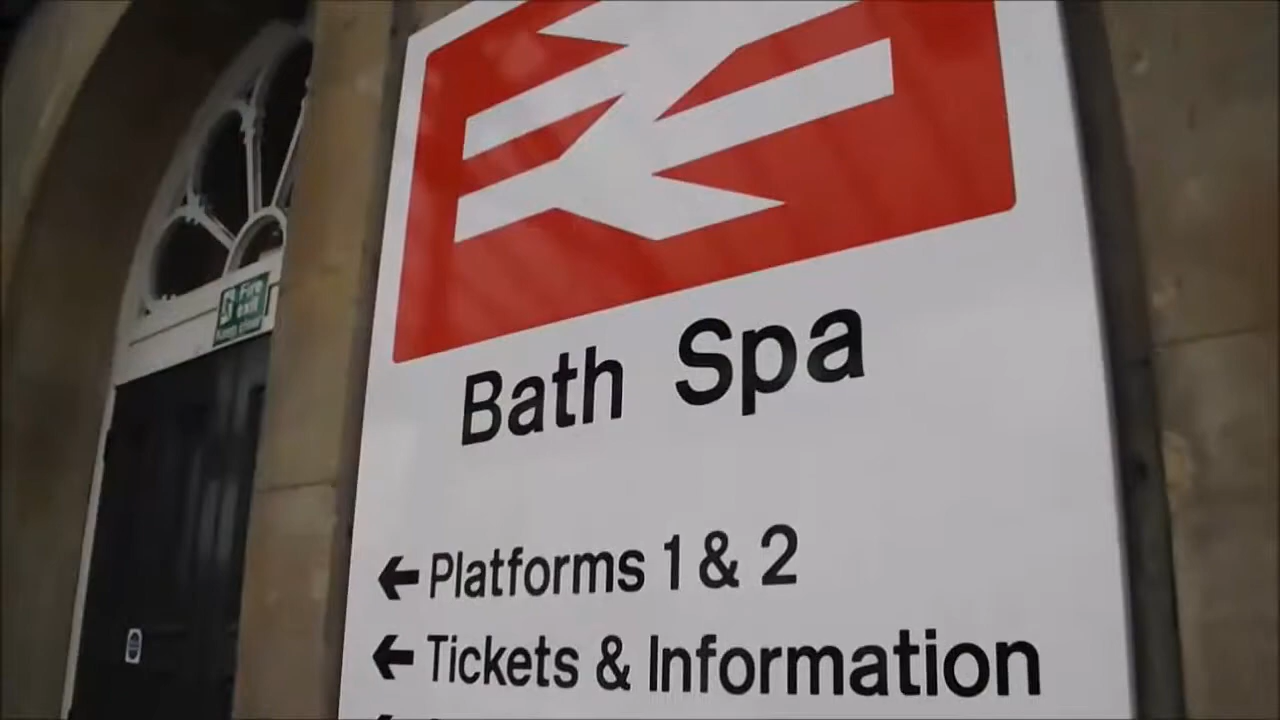 Fire
exit
Bath Spa
← Platforms 1 & 2
← Tickets & Information